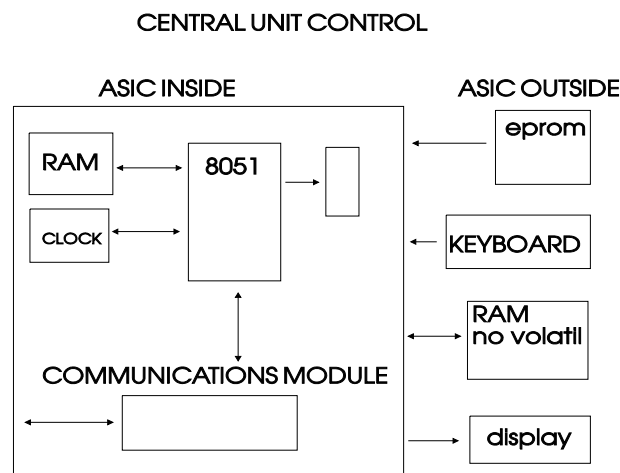 CENTRAL UNIT CONTROL
ASIC INSIDE
ASIC OUTSIDE
RAM
8051
CLOCK
COMMUNICATIONS MODULE
eprom
KEYBOARD
RAM
no volatil
display